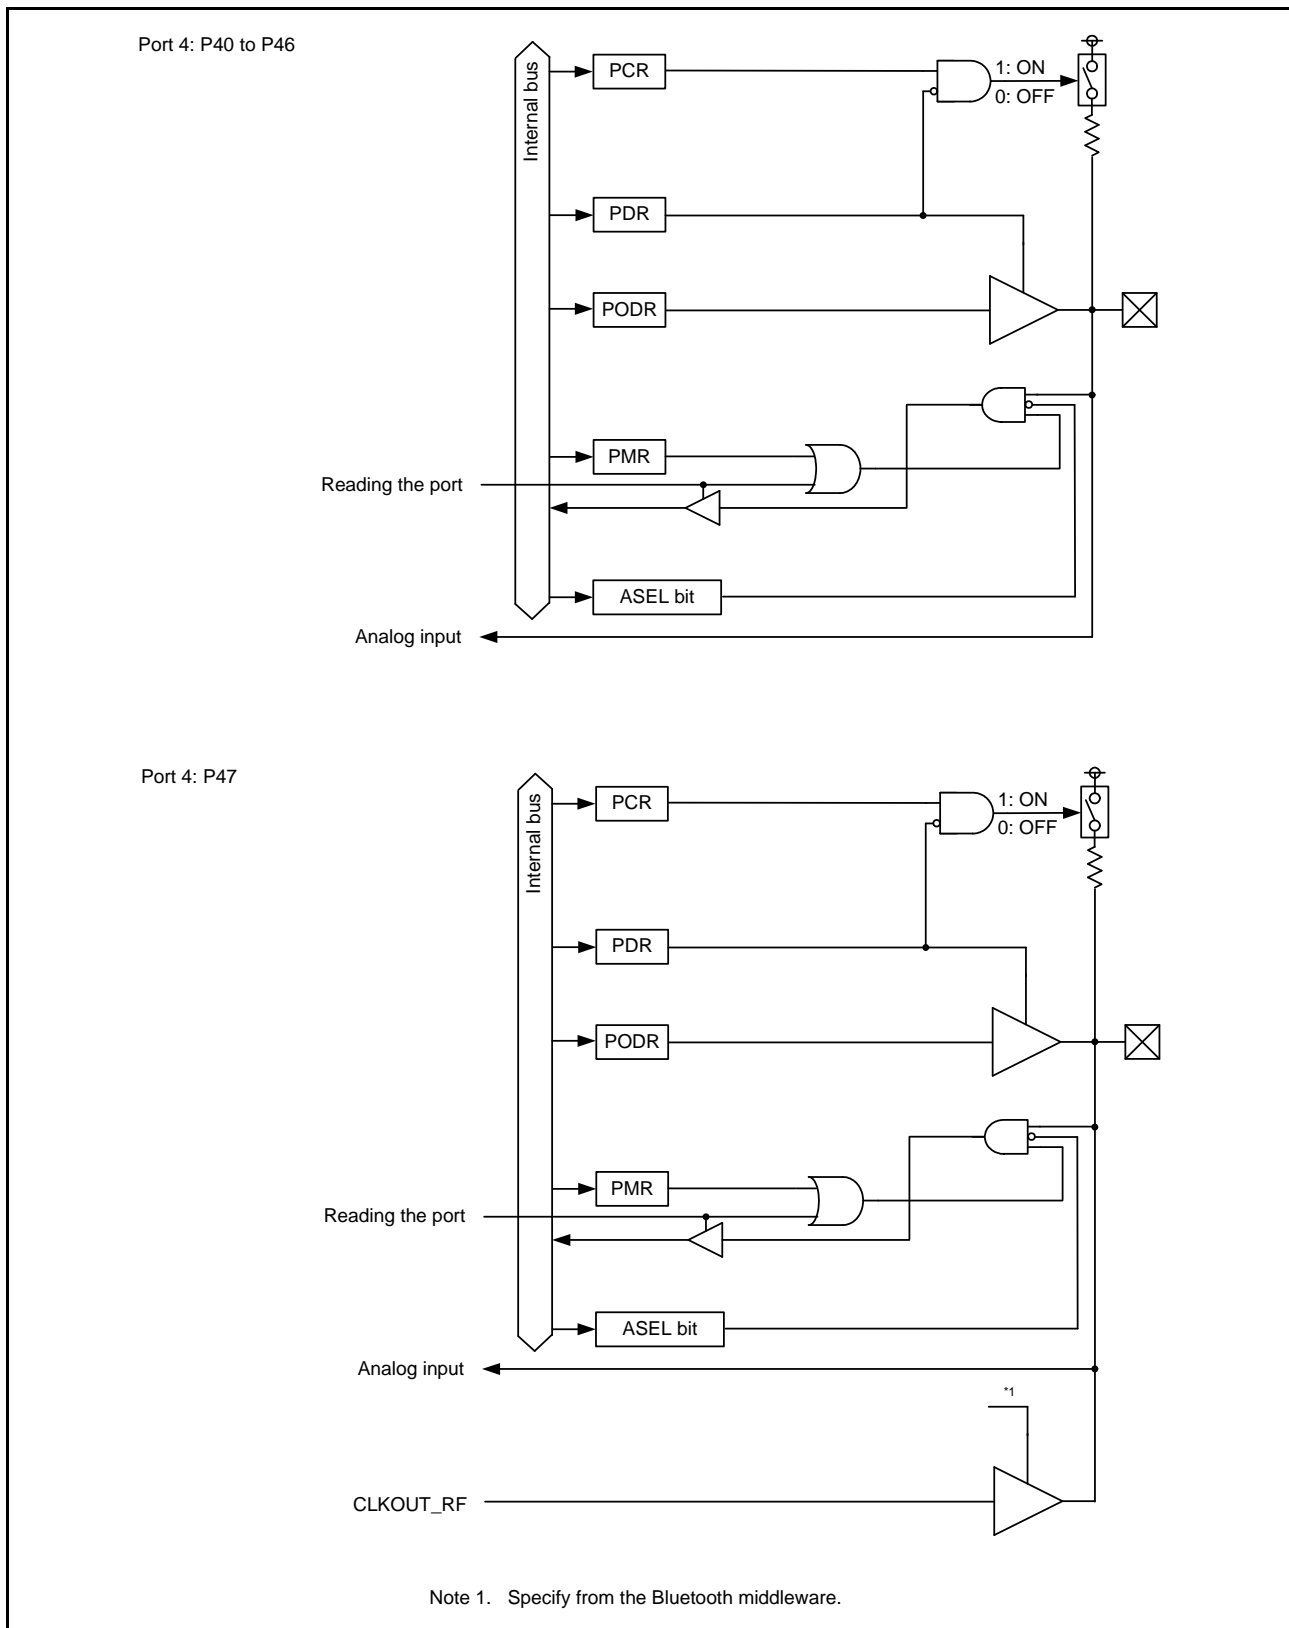 Port 4: P40 to P46
Internal bus
PCR
1: ON
0: OFF
PDR
PODR
PMR
Reading the port
ASEL bit
Analog input
Port 4: P47
Internal bus
PCR
1: ON
0: OFF
PDR
PODR
PMR
Reading the port
ASEL bit
Analog input
*1
CLKOUT_RF
Note 1. Specify from the Bluetooth middleware.